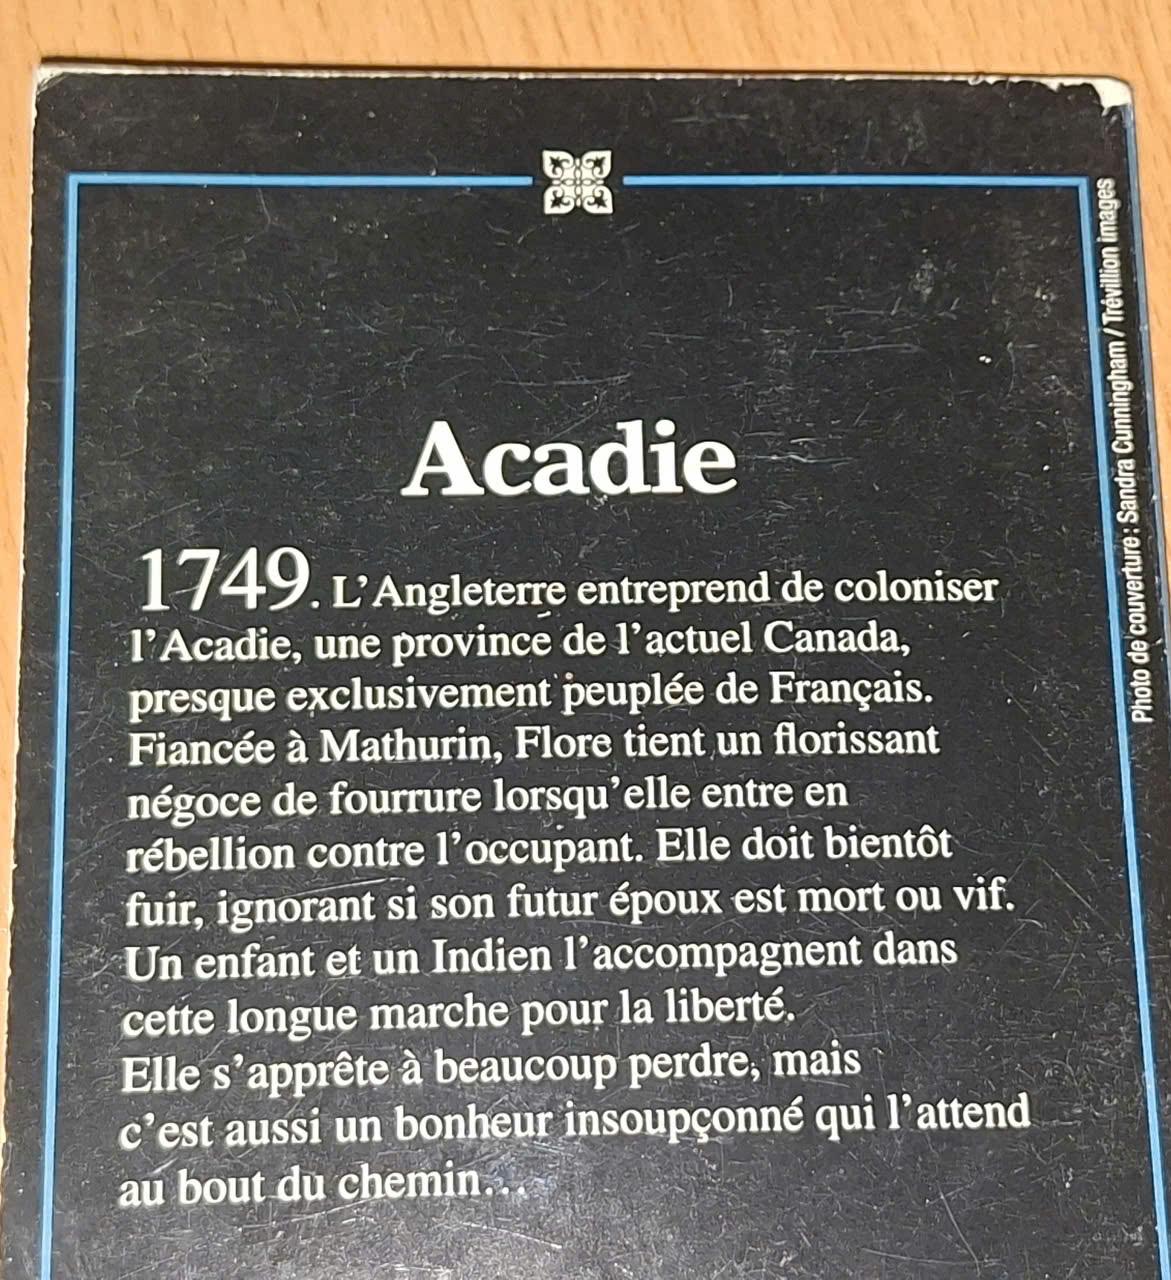 Acadie
1749. L’Angleterre entreprend de coloniser
l’Acadie, une province de l’actuel Canada,
presque exclusivement peuplée de Français.
Fiancée à Mathurin, Flore tient un florissant
négoce de fourrure lorsqu’elle entre en
rébellion contre l’occupant. Elle doit bientôt
fuir, ignorant si son futur époux est mort ou vif.
Un enfant et un Indien l’accompagnent dans
cette longue marche pour la liberté.
Elle s’apprête à beaucoup perdre, mais
c’est aussi un bonheur insoupçonné qui l’attend
au bout du chemin…
Photo de couverture : Sandra Cunningham / Trévillion images